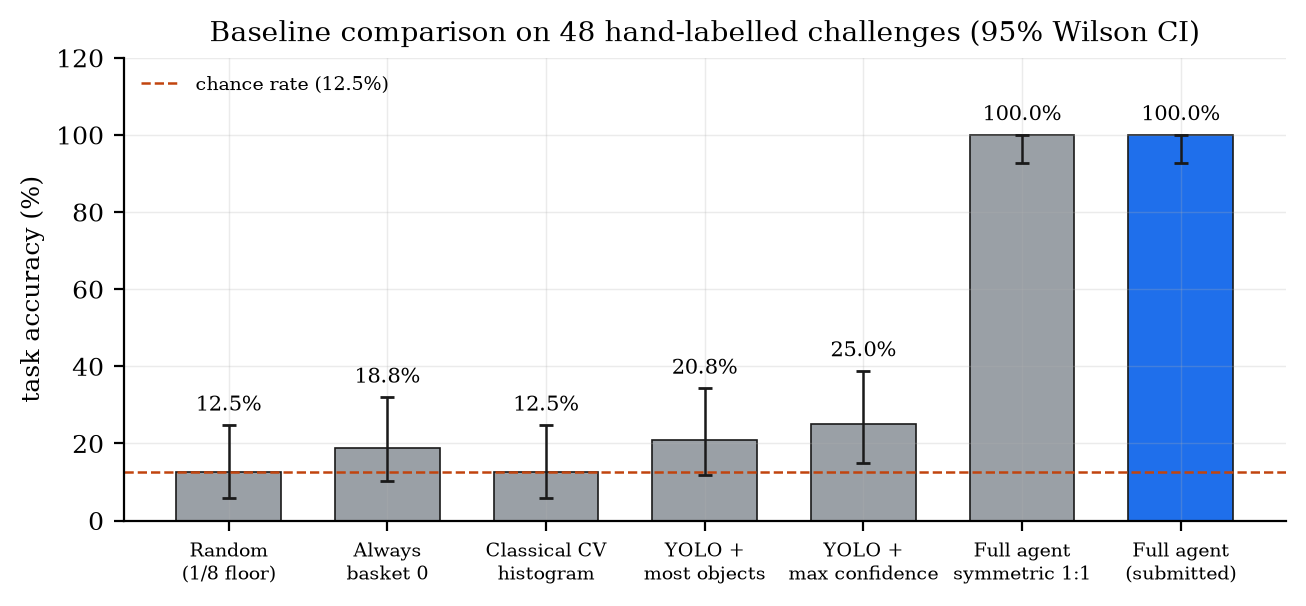 Baseline comparison on 48 hand-labelled challenges (95% Wilson CI)
120
100
80
60
40
20
0
task accuracy (%)
chance rate (12.5%)
12.5%
18.8%
12.5%
20.8%
25.0%
100.0%
100.0%
Random
(1/8 floor)
Always
basket 0
Classical CV
histogram
YOLO +
most objects
YOLO +
max confidence
Full agent
symmetric 1:1
Full agent
(submitted)